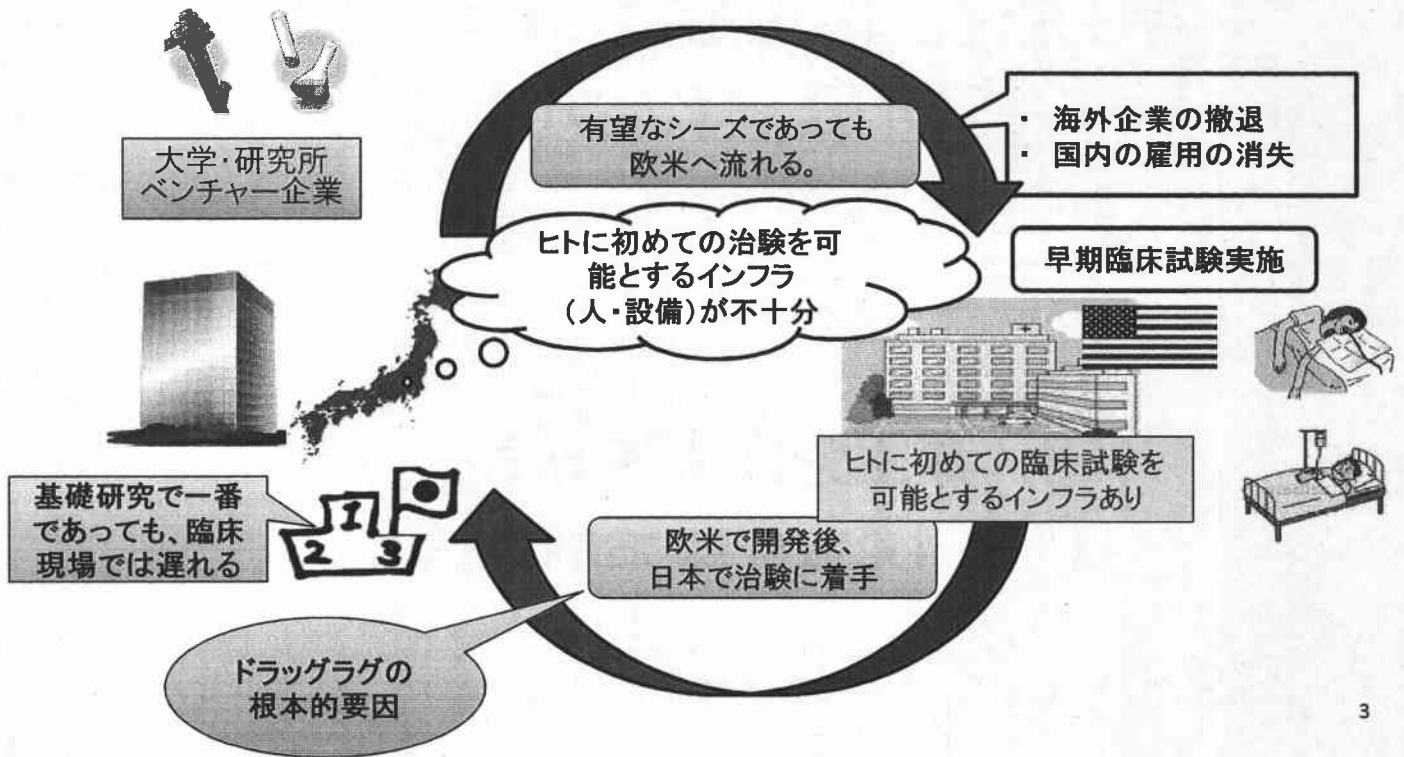 大学・研究所
ベンチャー企業
有望なシーズであっても
欧米へ流れる。
・ 海外企業の撤退
・ 国内の雇用の消失
ヒトに初めての治験を可
能とするインフラ
(人・設備)が不十分
早期臨床試験実施
ヒトに初めての臨床試験を
可能とするインフラあり
基礎研究で一番
であっても、臨床
現場では遅れる
1
2 3
欧米で開発後、
日本で治験に着手
ドラッグラグの
根本的要因
3